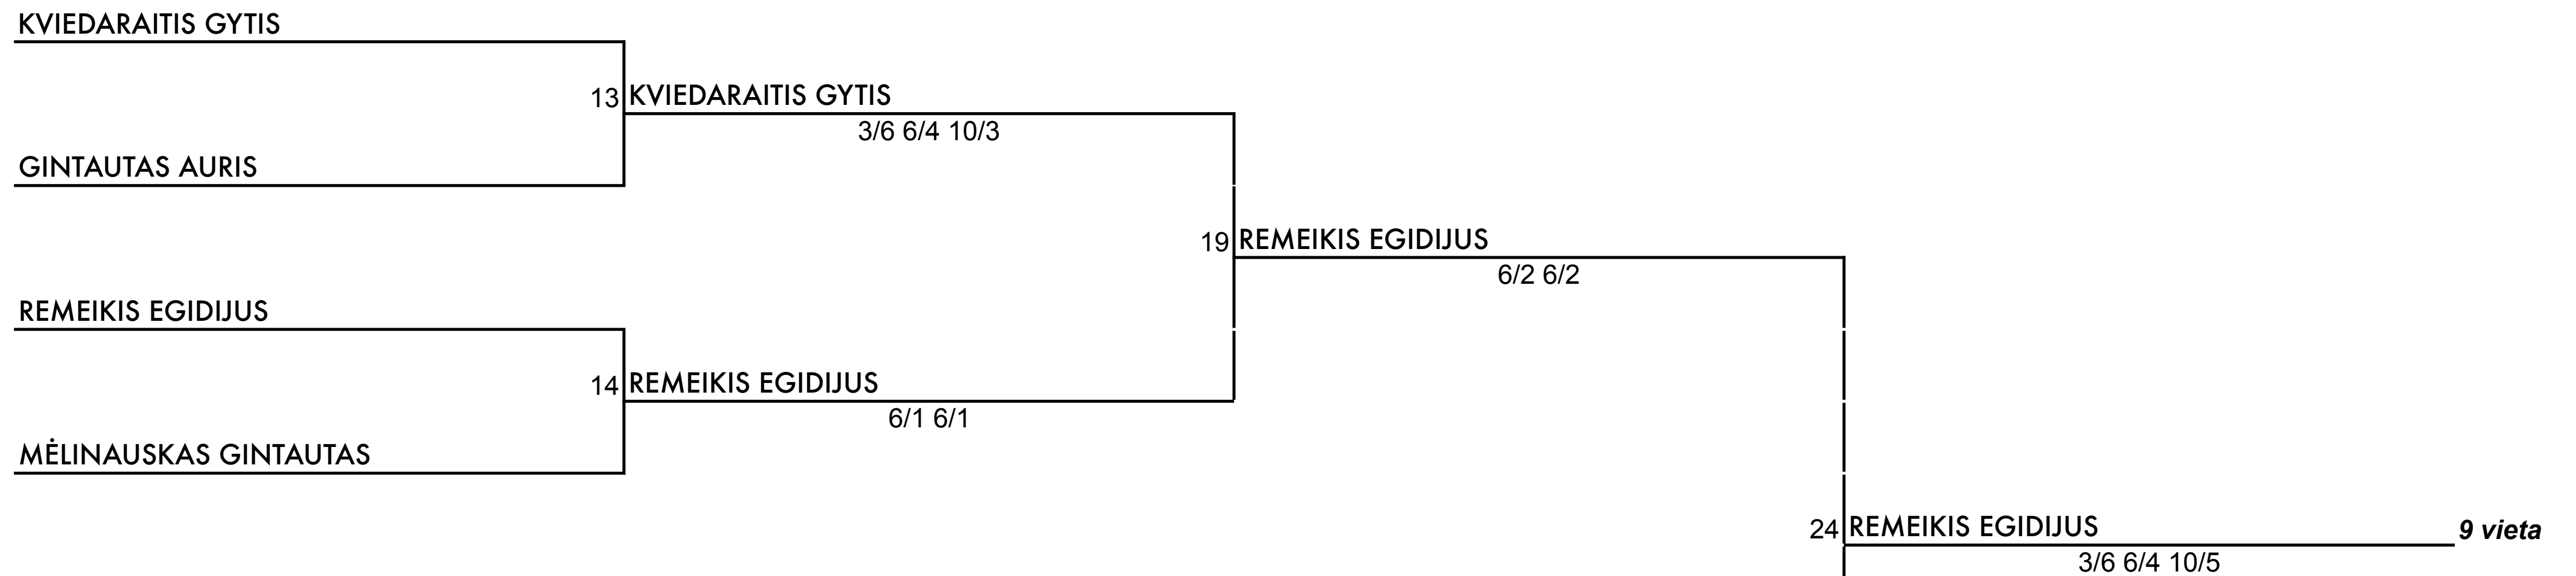 KVIEDARAITIS GYTIS
13 KVIEDARAITIS GYTIS
3/6 6/4 10/3
GINTAUTAS AURIS
19 REMEIKIS EGIDIJUS
6/2 6/2
REMEIKIS EGIDIJUS
14 REMEIKIS EGIDIJUS
6/1 6/1
MĖLINAUSKAS GINTAUTAS
24 REMEIKIS EGIDIJUS 9 vieta
3/6 6/4 10/5